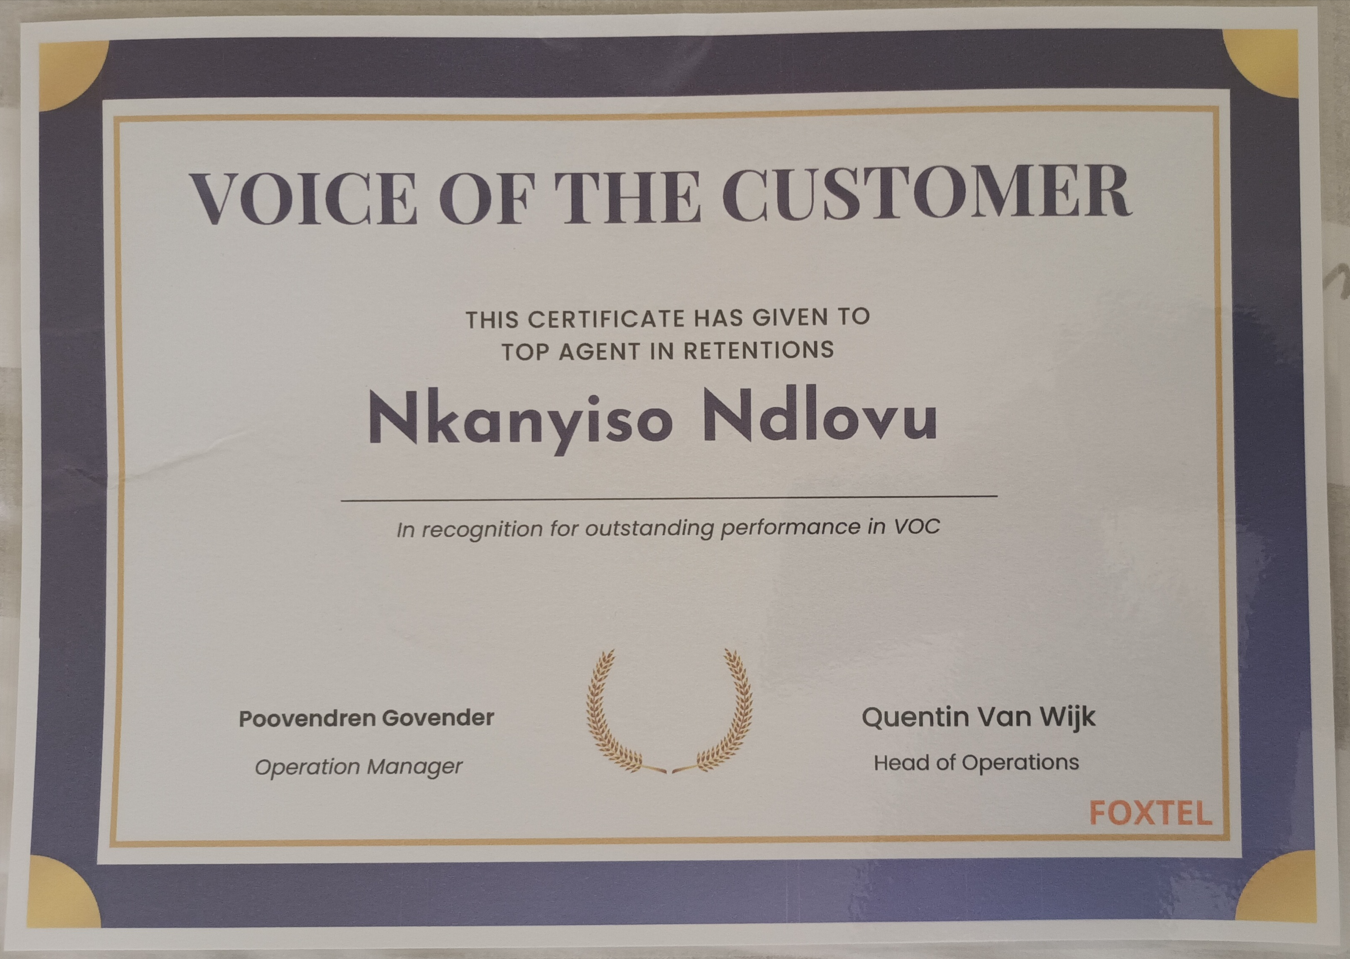 VOICE OF THE CUSTOMER
THIS CERTIFICATE HAS GIVEN TO
TOP AGENT IN RETENTIONS
Nkanyiso Ndlovu
In recognition for outstanding performance in VOC
Poovendren Govender
Operation Manager
Quentin Van Wijk
Head of Operations
FOXTEL